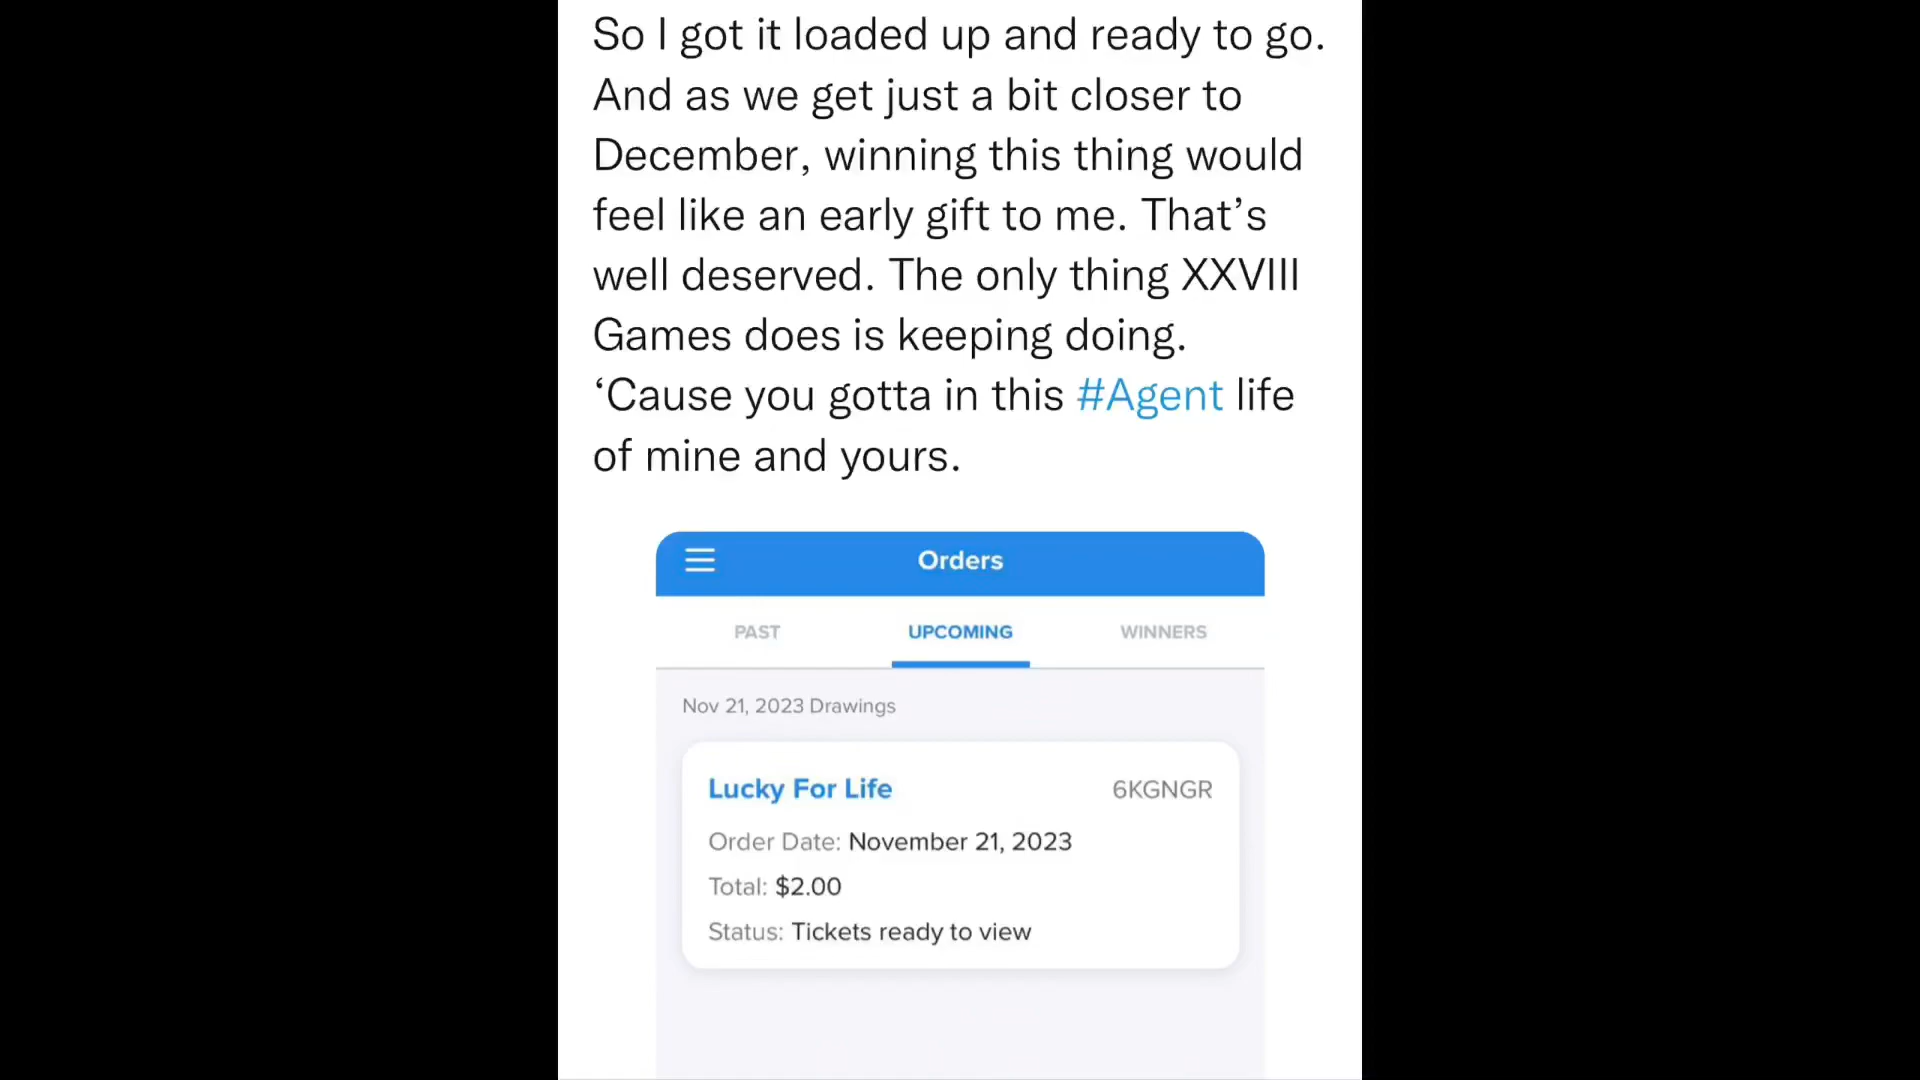 So I got it loaded up and ready to go.
And as we get just a bit closer to
December, winning this thing would
feel like an early gift to me. That’s
well deserved. The only thing XXVIII
Games does is keeping doing.
‘Cause you gotta in this #Agent life
of mine and yours.
Orders
PAST UPCOMING WINNERS
Nov 21, 2023 Drawings
Lucky For Life 6KGNGR
Order Date: November 21, 2023
Total: $2.00
Status: Tickets ready to view